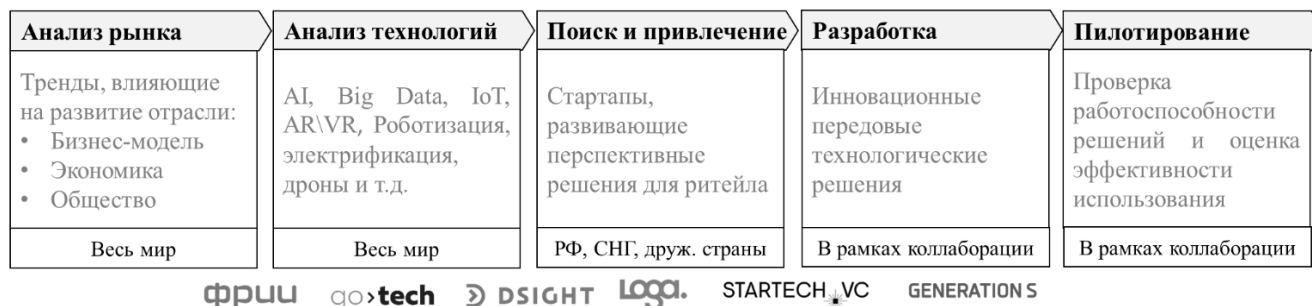 Анализ рынка
Тренды, влияющие
на развитие отрасли:
• Бизнес-модель
• Экономика
• Общество
Весь мир
Анализ технологий
AI, Big Data, IoT,
AR\VR, Роботизация,
электрификация,
дроны и т.д.
Весь мир
Поиск и привлечение
Стартапы,
развивающие
перспективные
решения для ритейла
РФ, СНГ, друж. страны
Разработка
Инновационные
передовые
технологические
решения
В рамках коллаборации
Пилотирование
Проверка
работоспособности
решений и оценка
эффективности
использования
В рамках коллаборации
фрии go›tech DSIGHT Loga. STARTECH.VC GENERATION S